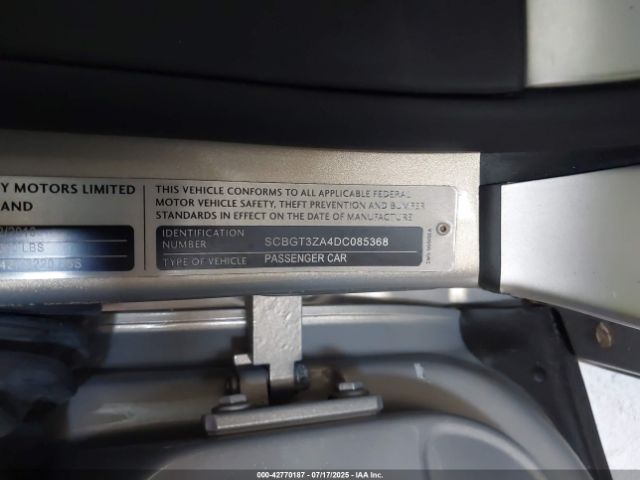 Y MOTORS LIMITED
AND
LBS
THIS VEHICLE CONFORMS TO ALL APPLICABLE FEDERAL
MOTOR VEHICLE SAFETY, THEFT PREVENTION AND BUMPER
STANDARDS IN EFFECT ON THE DATE OF MANUFACTURE
IDENTIFICATION
NUMBER SCBGT3ZA4DC085368
TYPE OF VEHICLE PASSENGER CAR
000-42770187 - 07/17/2025 - IAA Inc.